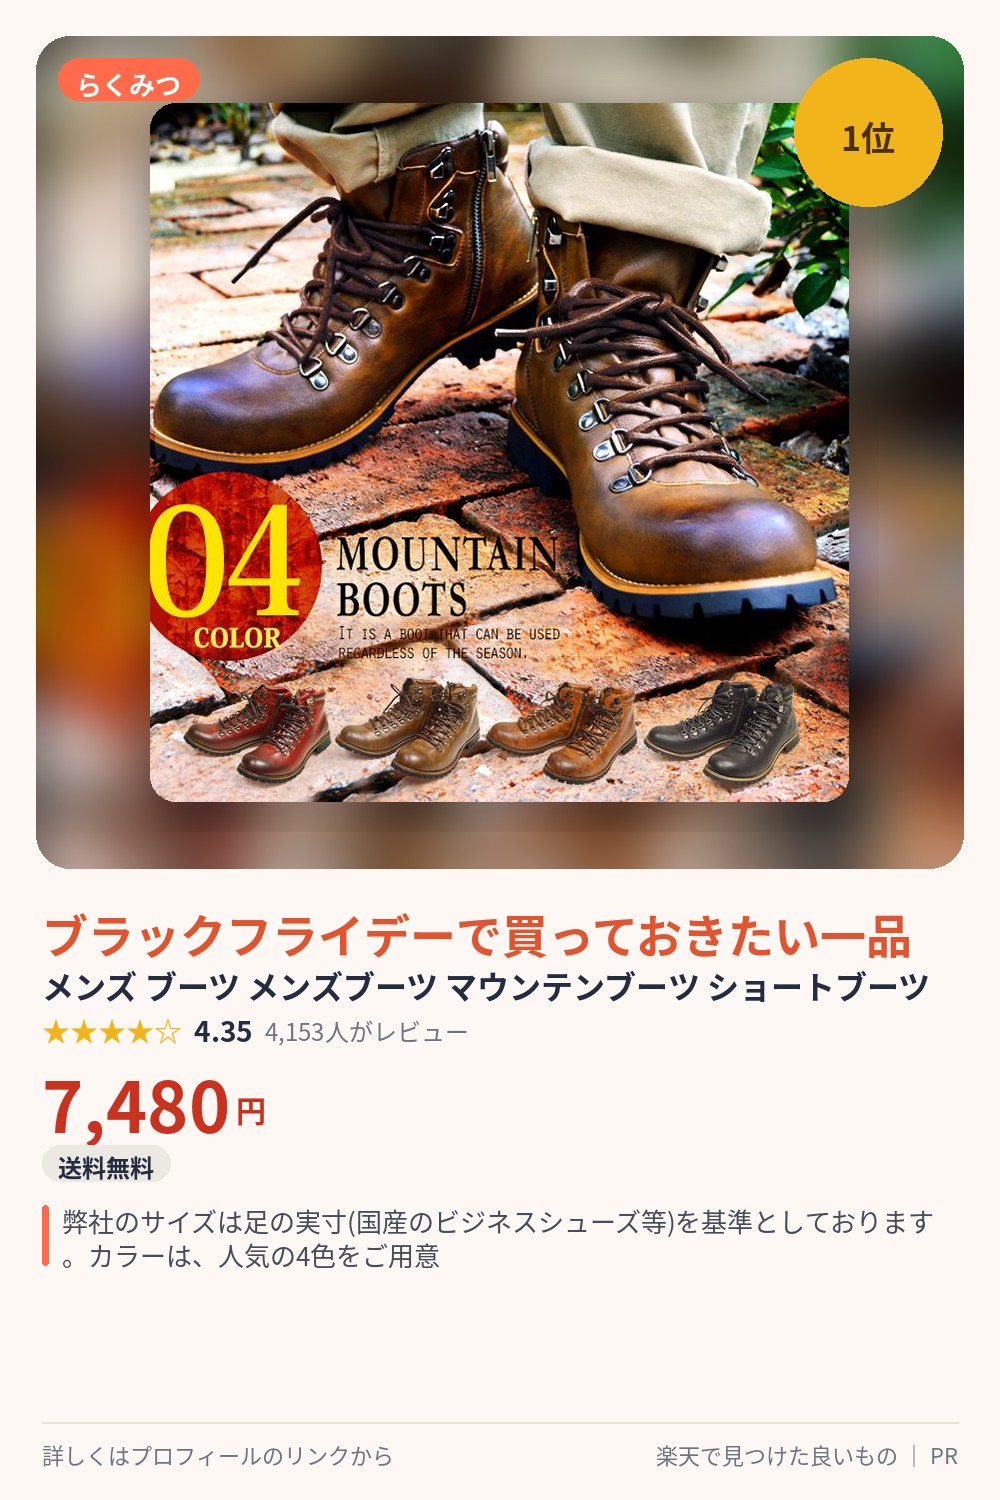 らくみつ
1位
04
COLOR
MOUNTAIN
BOOTS
IT IS A BOOT THAT CAN BE USED
REGARDLESS OF THE SEASON.
ブラックフライデーで買っておきたい一品
メンズ ブーツ メンズブーツ マウンテンブーツ ショートブーツ
★★★★☆ 4.35 4,153人がレビュー
7,480円
送料無料
弊社のサイズは足の実寸(国産のビジネスシューズ等)を基準としております
。カラーは、人気の4色をご用意
詳しくはプロフィールのリンクから
楽天で見つけた良いもの | PR